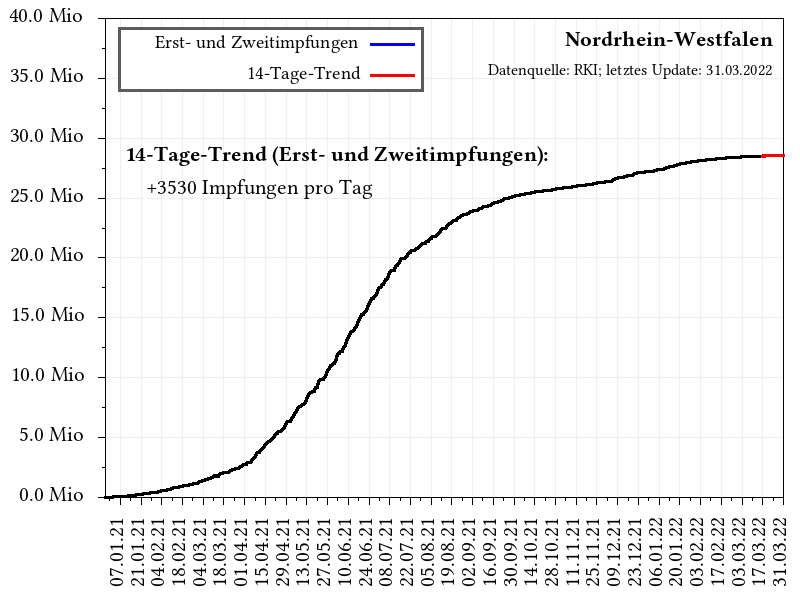 40.0 Mio
35.0 Mio
30.0 Mio
25.0 Mio
20.0 Mio
15.0 Mio
10.0 Mio
5.0 Mio
0.0 Mio
Erst- und Zweitimpfungen
14-Tage-Trend
Nordrhein-Westfalen
Datenquelle: RKI; letztes Update: 31.03.2022
14-Tage-Trend (Erst- und Zweitimpfungen):
+3530 Impfungen pro Tag
07.01.21
21.01.21
04.02.21
18.02.21
04.03.21
18.03.21
01.04.21
15.04.21
29.04.21
13.05.21
27.05.21
10.06.21
24.06.21
08.07.21
22.07.21
05.08.21
19.08.21
02.09.21
16.09.21
30.09.21
14.10.21
28.10.21
11.11.21
25.11.21
09.12.21
23.12.21
06.01.22
20.01.22
03.02.22
17.02.22
03.03.22
17.03.22
31.03.22